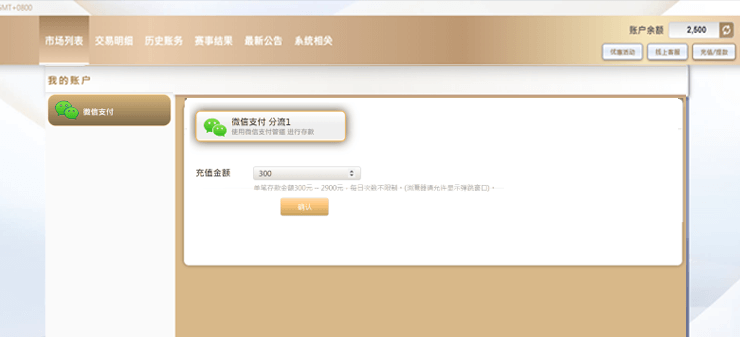 GMT+0800
账户余额 2,500
市场列表 交易明细 历史账务 赛事结果 最新公告 系统相关
优惠活动 线上客服 充值/提款
我的账户
微信支付
微信支付 分流1
使用微信支付管道 进行存款
充值金额 300
单笔存款金额300元 ~ 2900元，每日次数不限制。(浏览器请允许显示弹跳窗口)。
确认